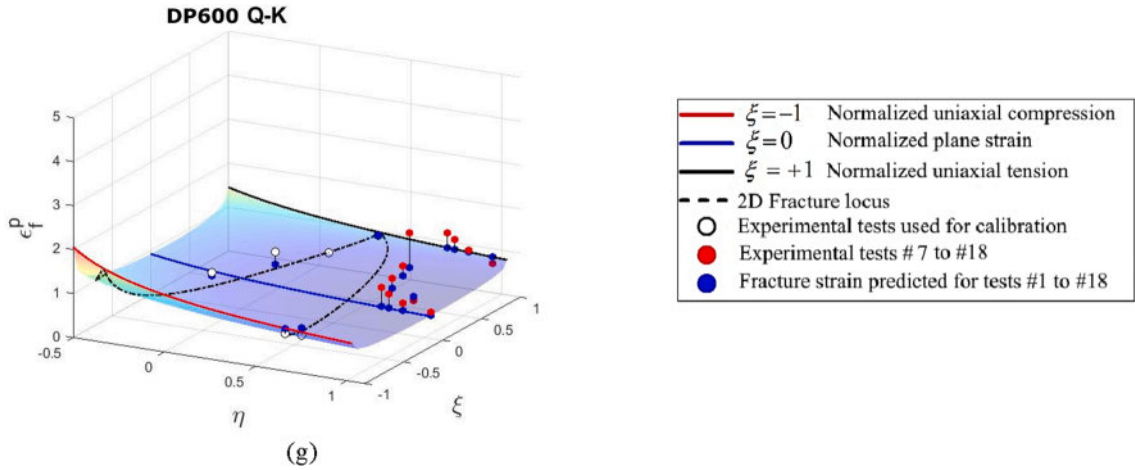 DP600 Q-K
5
4
3
2
1
0
ϵ_f^p
-0.5
0
0.5
1
η
-1
-0.5
0
0.5
1
ξ
(g)
ξ=-1 Normalized uniaxial compression
ξ=0 Normalized plane strain
ξ = +1 Normalized uniaxial tension
2D Fracture locus
Experimental tests used for calibration
Experimental tests # 7 to #18
Fracture strain predicted for tests #1 to #18